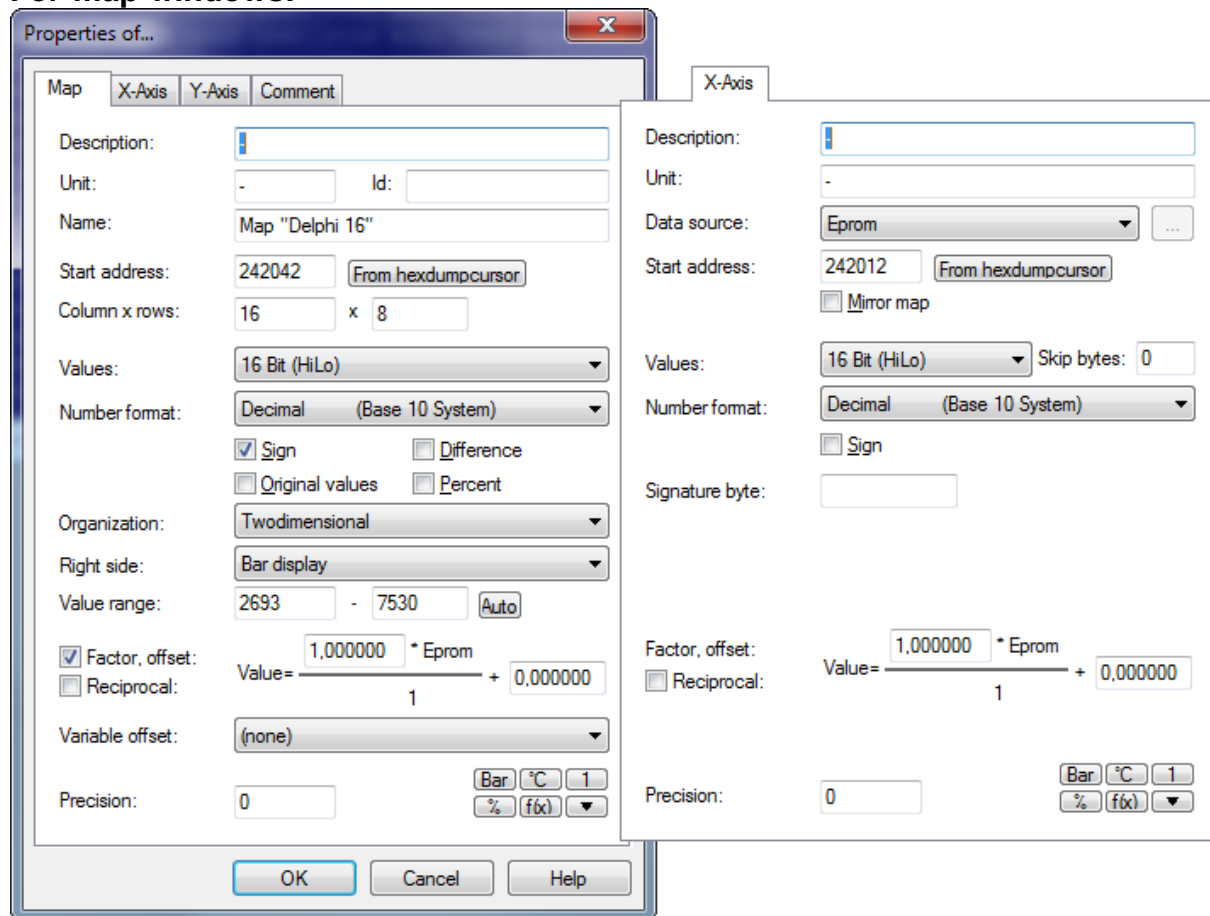 For map windows:
Properties of...
Map X-Axis Y-Axis Comment
Description: -
Unit: - Id:
Name: Map "Delphi 16"
Start address: 242042 From hexdumpcursor
Column x rows: 16 x 8
Values: 16 Bit (HiLo)
Number format: Decimal (Base 10 System)
Sign Difference
Original values Percent
Organization: Twodimensional
Right side: Bar display
Value range: 2693 - 7530 Auto
Factor, offset: 1,000000 * Eprom
Reciprocal: Value= + 0,000000
1
Variable offset: (none)
Bar °C 1
Precision: 0 % f(x)
OK Cancel Help
X-Axis
Description: -
Unit: -
Data source: Eprom ...
Start address: 242012 From hexdumpcursor
Mirror map
Values: 16 Bit (HiLo) Skip bytes: 0
Number format: Decimal (Base 10 System)
Sign
Signature byte:
Factor, offset: 1,000000 * Eprom
Reciprocal: Value= + 0,000000
1
Bar °C 1
Precision: 0 % f(x)